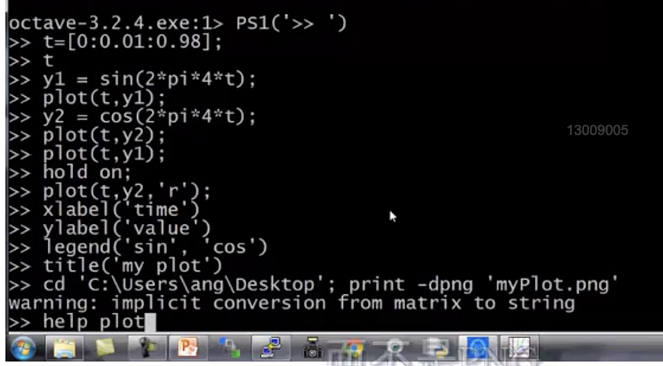 octave-3.2.4.exe:1> PS1('>> ')
>> t=[0:0.01:0.98];
>> t
>> y1 = sin(2*pi*4*t);
>> plot(t,y1);
>> y2 = cos(2*pi*4*t);
>> plot(t,y2);
>> plot(t,y1);
13009005
>> hold on;
>> plot(t,y2,'r');
>> xlabel('time')
>> ylabel('value')
>> legend('sin', 'cos')
>> title('my plot')
>> cd 'C:\Users\ang\Desktop'; print -dpng 'myPlot.png'
warning: implicit conversion from matrix to string
>> help plot